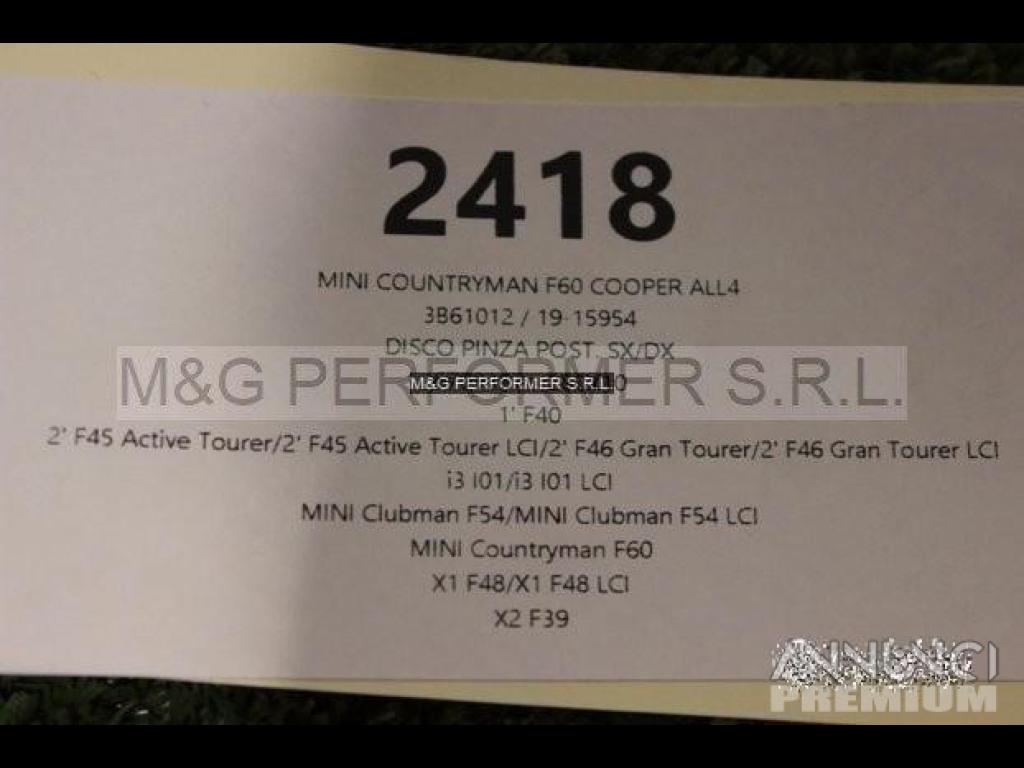 2418
MINI COUNTRYMAN F60 COOPER ALL4
3B61012 / 19-15954
DISCO PINZA POST. SX/DX
M&G PERFORMER S.R.L.
M&G PERFORMER S.R.L.
1' F40
2' F45 Active Tourer/2' F45 Active Tourer LCI/2' F46 Gran Tourer/2' F46 Gran Tourer LCI
i3 I01/i3 I01 LCI
MINI Clubman F54/MINI Clubman F54 LCI
MINI Countryman F60
X1 F48/X1 F48 LCI
X2 F39
ANNUNCI
PREMIUM